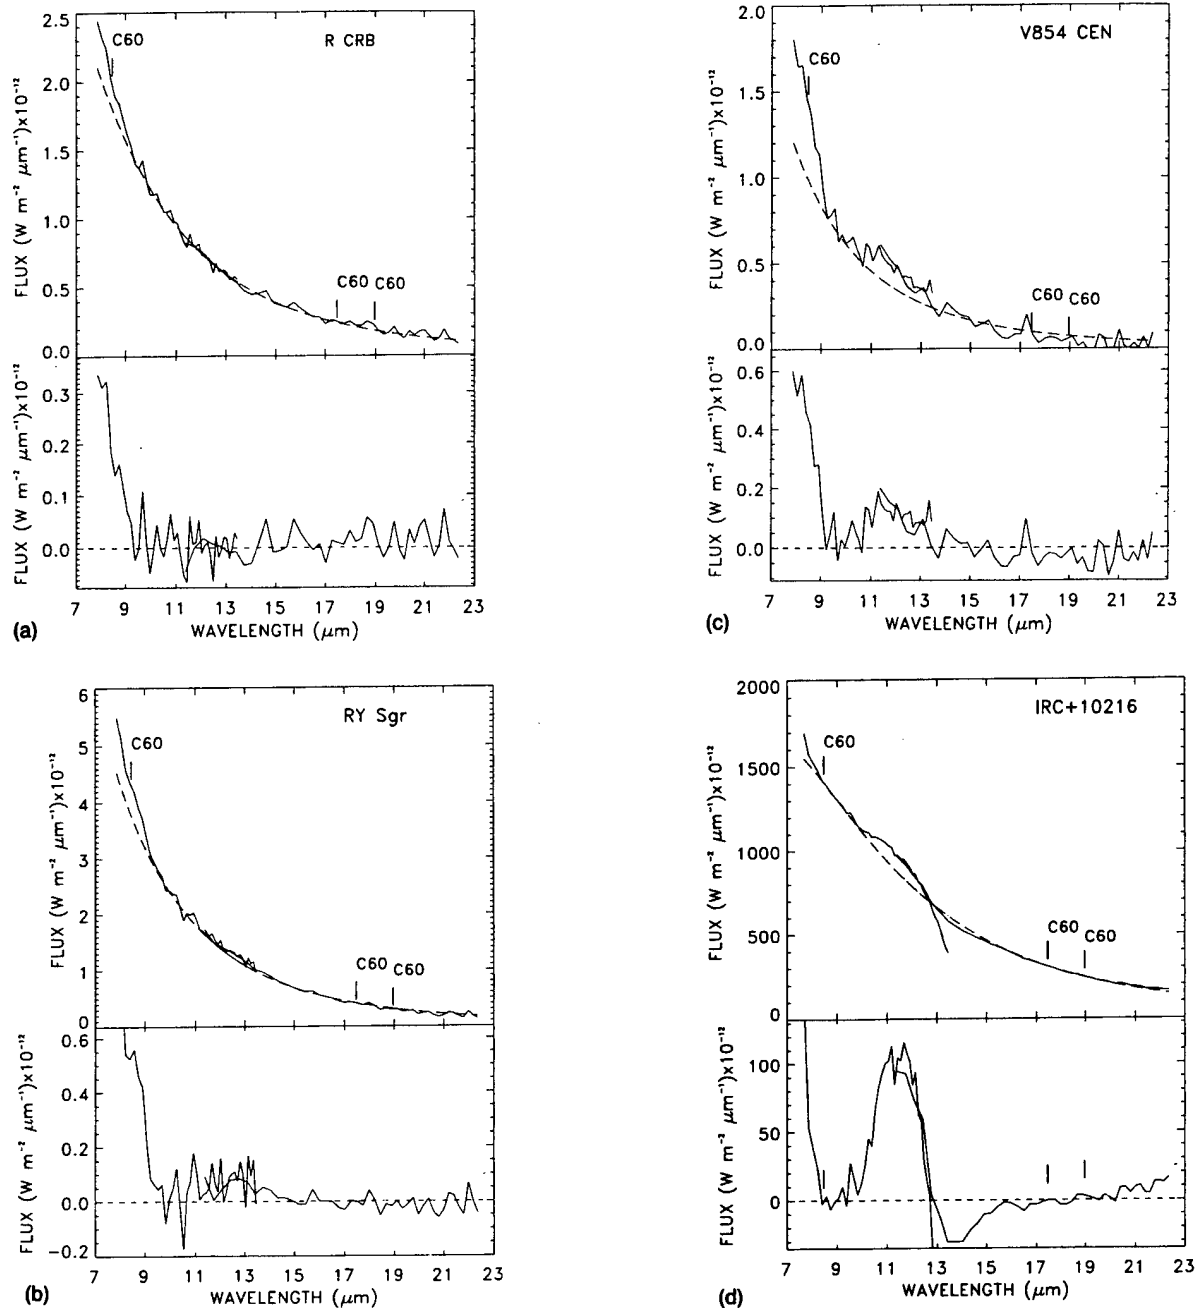 R CRB
C60
C60 C60
2.5
2.0
1.5
1.0
0.5
0.0
FLUX (W m⁻² μm⁻¹)x10⁻¹²
0.3
0.2
0.1
0.0
FLUX (W m⁻² μm⁻¹)x10⁻¹²
7 9 11 13 15 17 19 21 23
WAVELENGTH (μm)
(a)
V854 CEN
C60
C60 C60
2.0
1.5
1.0
0.5
0.0
FLUX (W m⁻² μm⁻¹)x10⁻¹²
0.6
0.4
0.2
0.0
FLUX (W m⁻² μm⁻¹)x10⁻¹²
7 9 11 13 15 17 19 21 23
WAVELENGTH (μm)
(c)
RY Sgr
C60
C60 C60
6
5
4
3
2
1
0
FLUX (W m⁻² μm⁻¹)x10⁻¹²
0.6
0.4
0.2
0.0
−0.2
FLUX (W m⁻² μm⁻¹)x10⁻¹²
7 9 11 13 15 17 19 21 23
WAVELENGTH (μm)
(b)
IRC+10216
C60
C60 C60
2000
1500
1000
500
0
FLUX (W m⁻² μm⁻¹)x10⁻¹²
100
50
0
FLUX (W m⁻² μm⁻¹)x10⁻¹²
7 9 11 13 15 17 19 21 23
WAVELENGTH (μm)
(d)